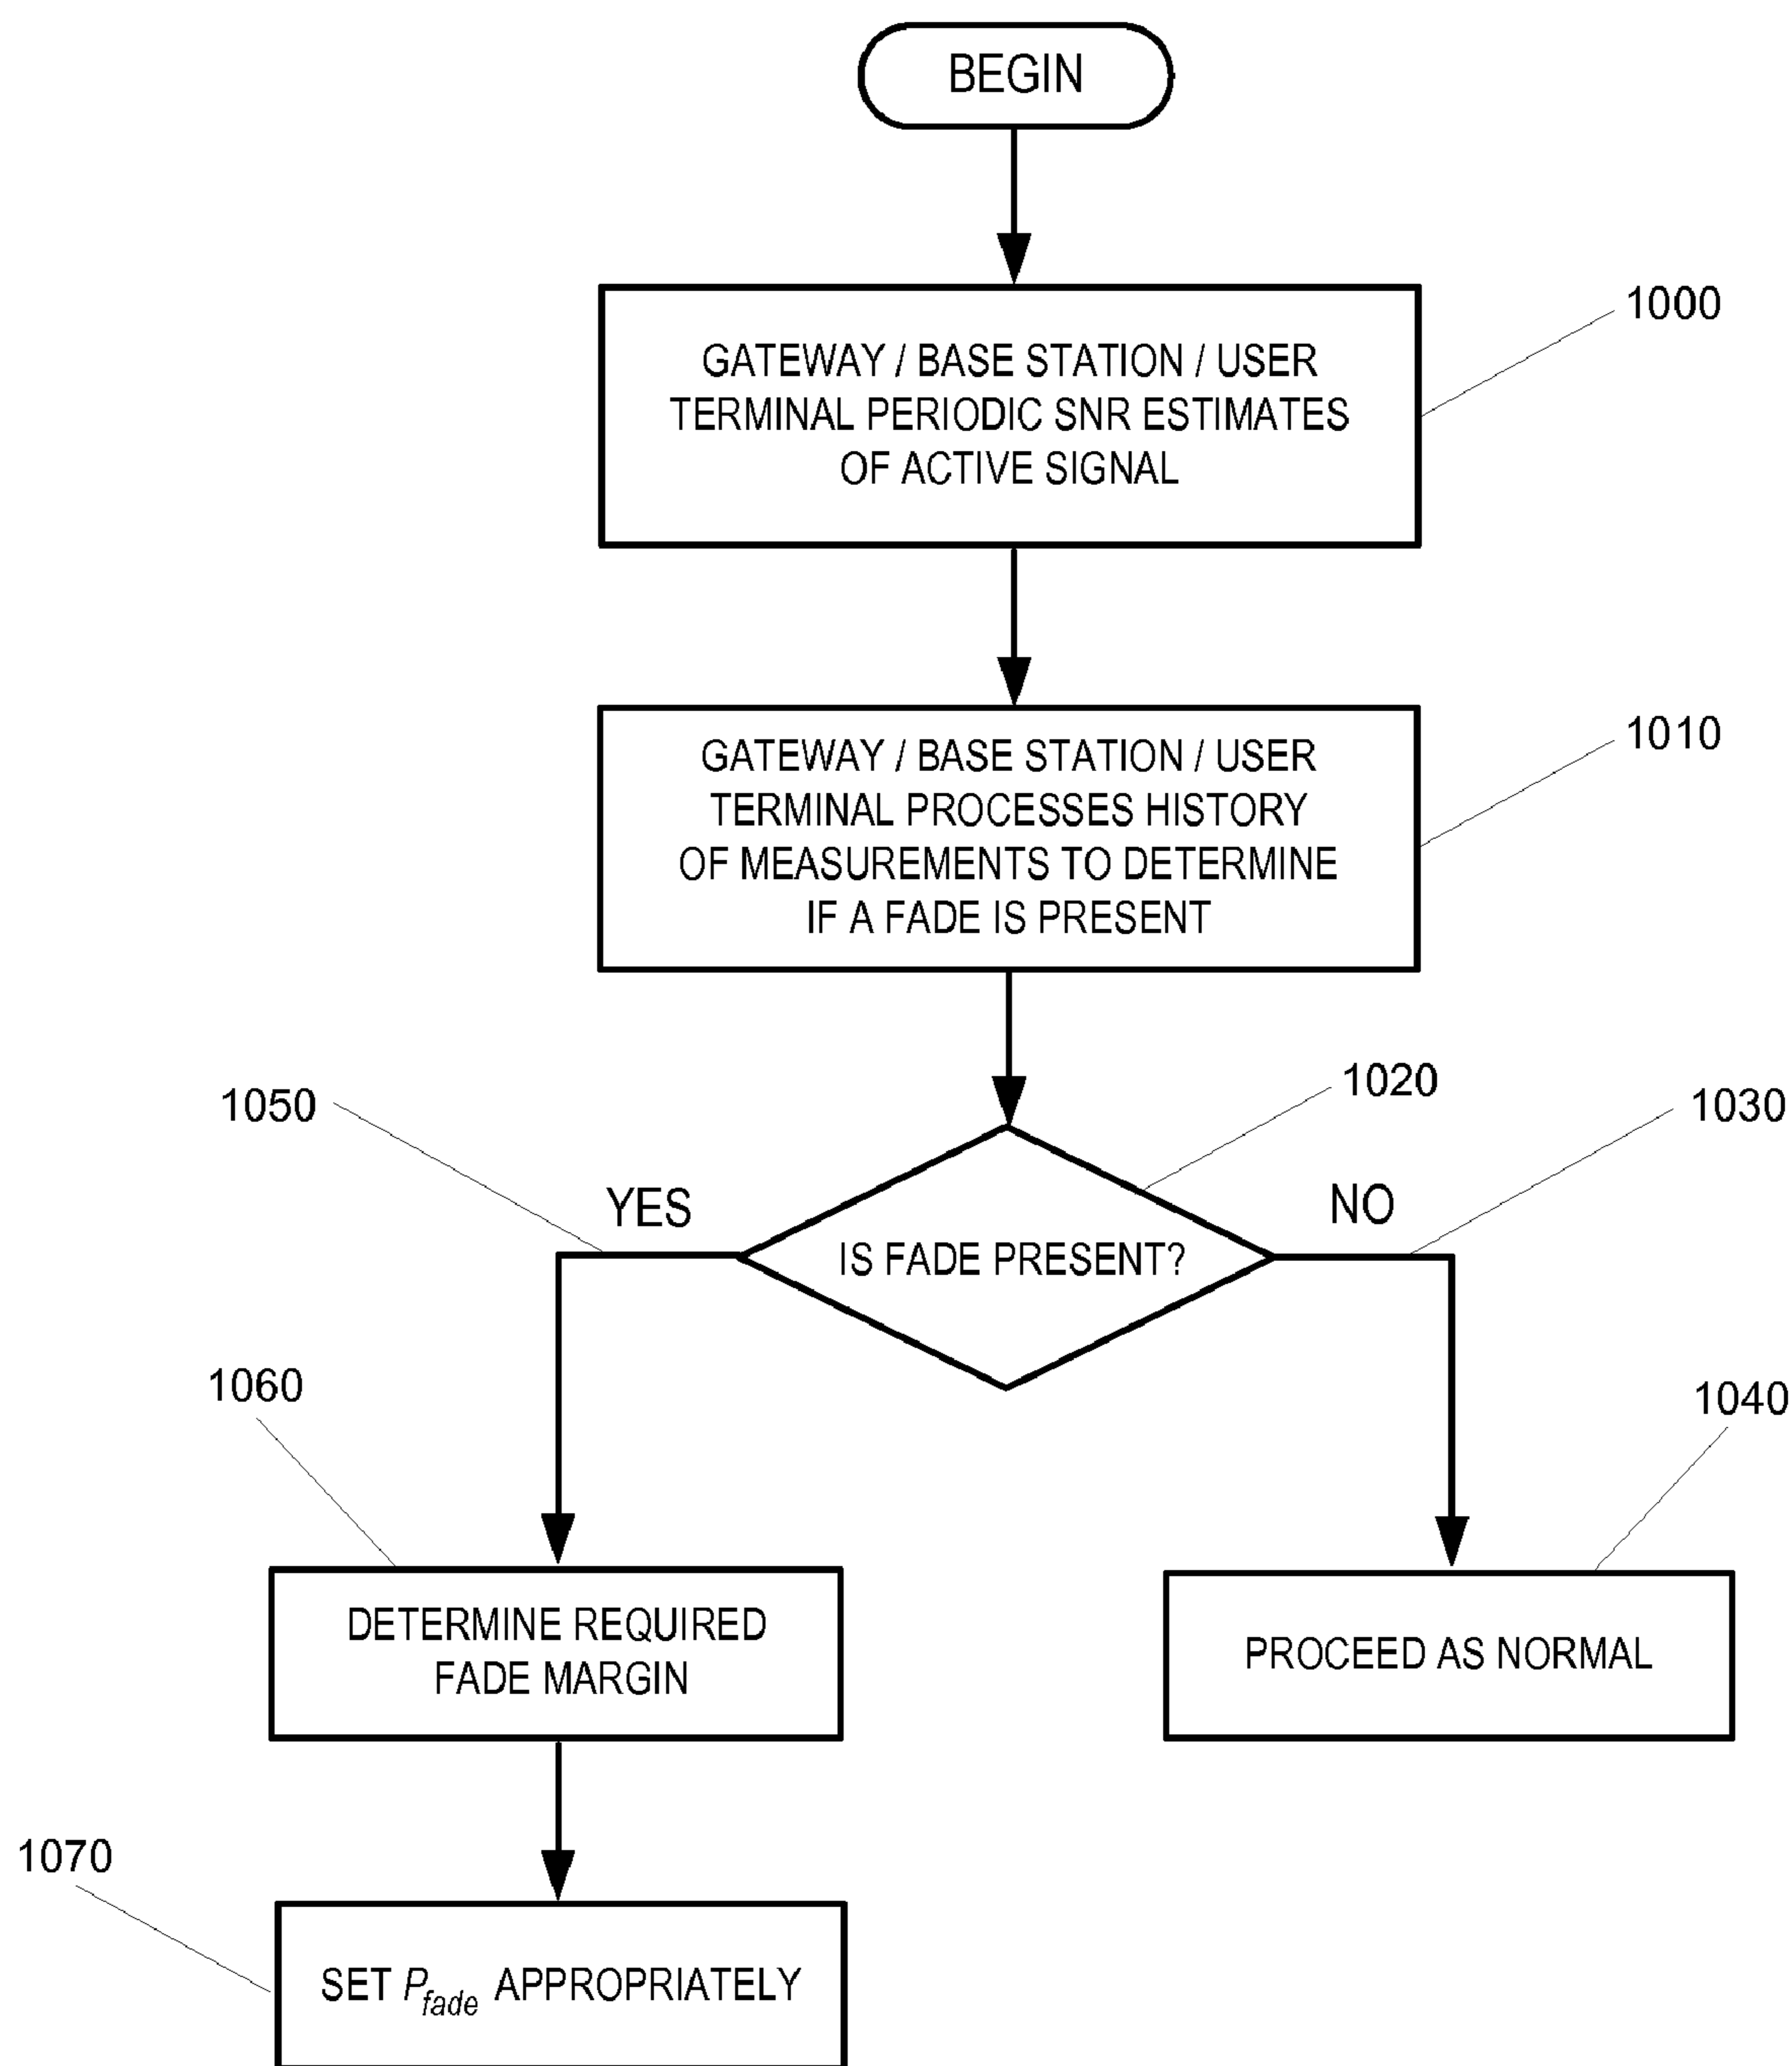 BEGIN
1000
GATEWAY / BASE STATION / USER
TERMINAL PERIODIC SNR ESTIMATES
OF ACTIVE SIGNAL
1010
GATEWAY / BASE STATION / USER
TERMINAL PROCESSES HISTORY
OF MEASUREMENTS TO DETERMINE
IF A FADE IS PRESENT
1020
1030
1050
YES
NO
IS FADE PRESENT?
1060
1040
DETERMINE REQUIRED
FADE MARGIN
PROCEED AS NORMAL
1070
SET P_fade APPROPRIATELY